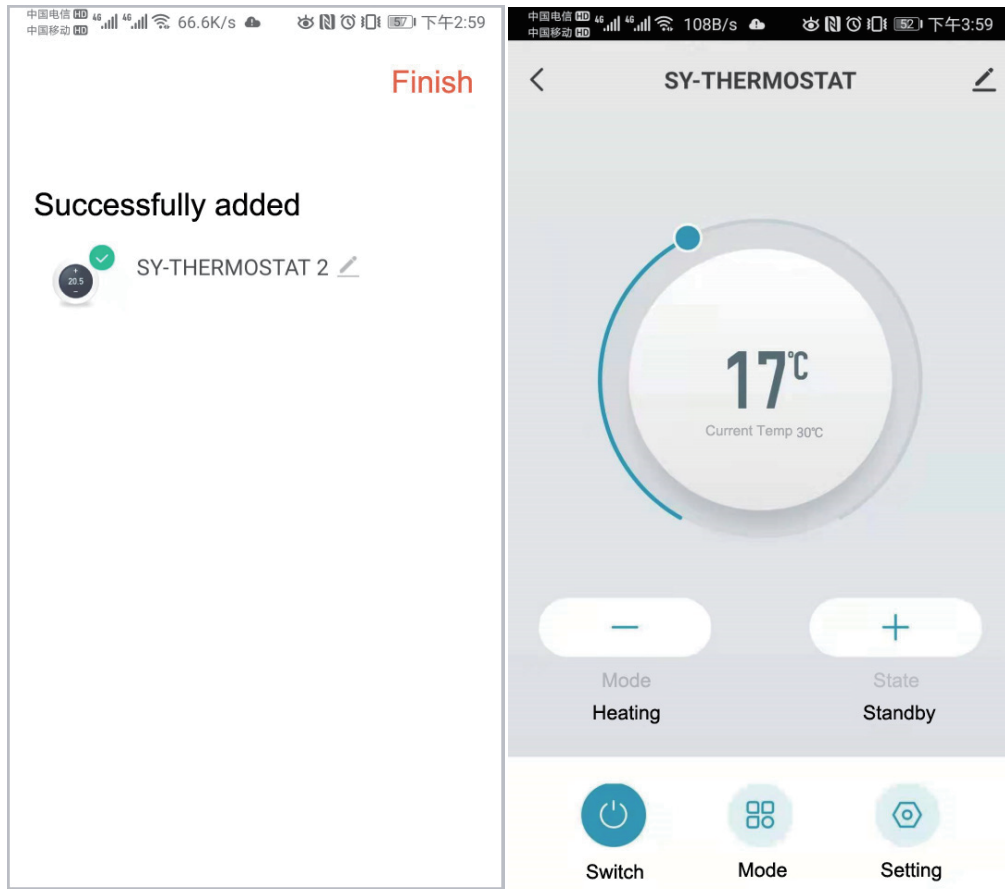 中国电信 HD 46 46 66.6K/s 57 下午2:59
中国移动 HD
Finish
Successfully added
20.5
SY-THERMOSTAT 2
中国电信 HD 46 46 108B/s 52 下午3:59
中国移动 HD
SY-THERMOSTAT
17°C
Current Temp 30°C
Mode
State
Heating
Standby
Switch
Mode
Setting